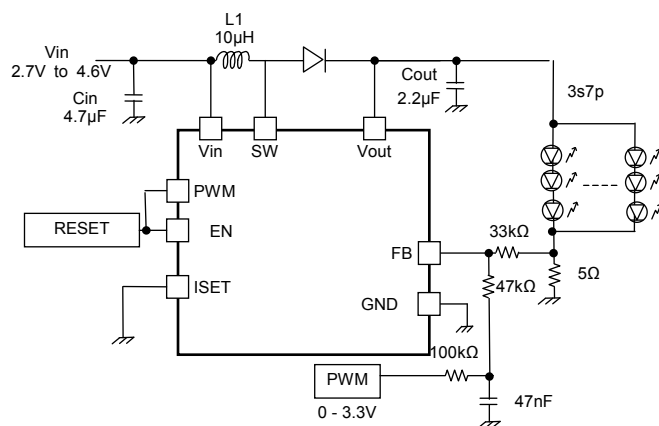 L1
10µH
Vin
2.7V to 4.6V
Cin
4.7µF
Cout
2.2µF
3s7p
Vin
SW
Vout
PWM
RESET
EN
FB
33kΩ
ISET
47kΩ
5Ω
GND
100kΩ
PWM
47nF
0 - 3.3V